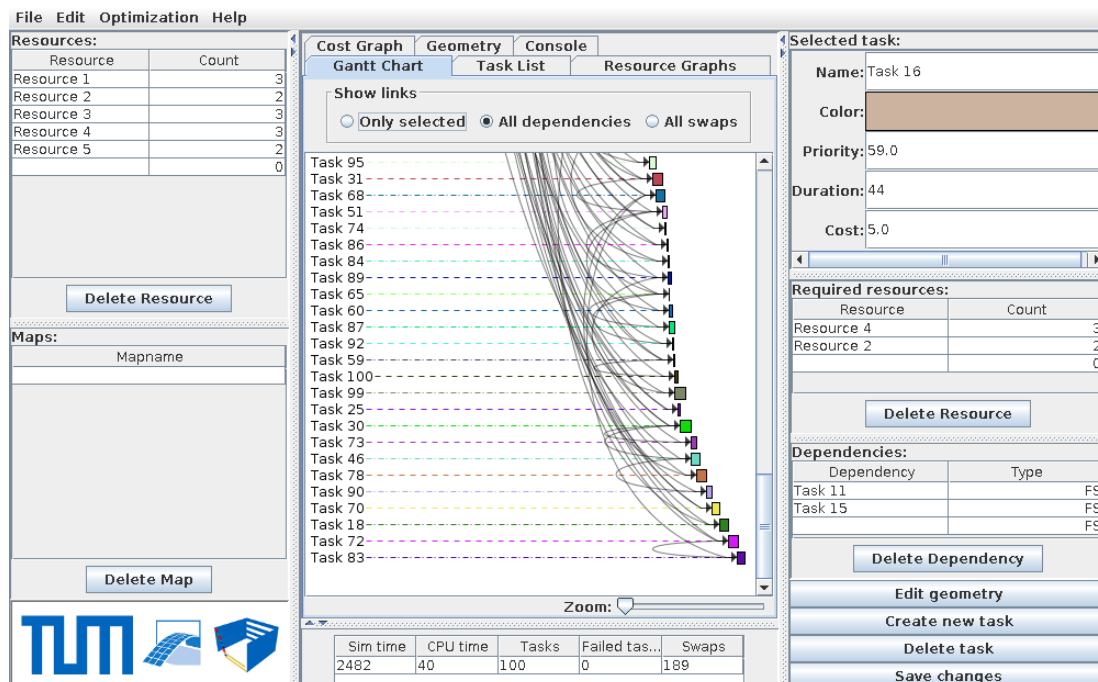 File Edit Optimization Help
Resources:
Resource Count
Resource 1 3
Resource 2 2
Resource 3 3
Resource 4 3
Resource 5 2
0
Delete Resource
Maps:
Mapname
Delete Map
TUM
Cost Graph Geometry Console
Gantt Chart Task List Resource Graphs
Show links
Only selected All dependencies All swaps
Task 95
Task 31
Task 68
Task 51
Task 74
Task 86
Task 84
Task 89
Task 65
Task 60
Task 87
Task 92
Task 59
Task 100
Task 99
Task 25
Task 30
Task 73
Task 46
Task 78
Task 90
Task 70
Task 18
Task 72
Task 83
Zoom:
Sim time CPU time Tasks Failed tas... Swaps
2482 40 100 0 189
Selected task:
Name: Task 16
Color:
Priority: 59.0
Duration: 44
Cost: 5.0
Required resources:
Resource Count
Resource 4 3
Resource 2 2
0
Delete Resource
Dependencies:
Dependency Type
Task 11 FS
Task 15 FS
FS
Delete Dependency
Edit geometry
Create new task
Delete task
Save changes